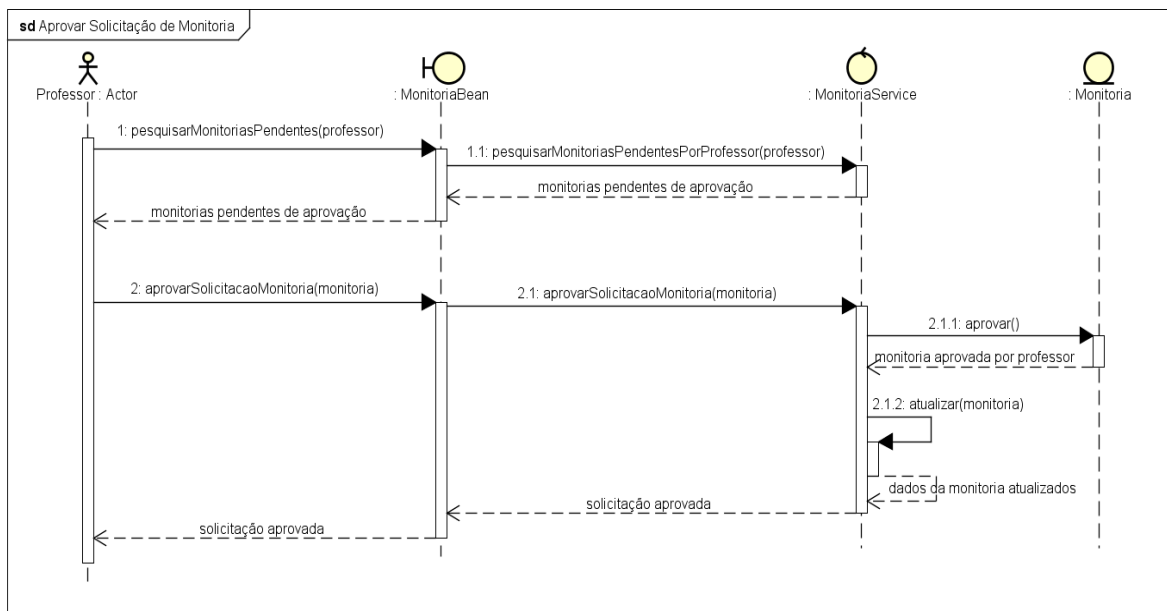 sd Aprovar Solicitação de Monitoria
Professor : Actor
: MonitoriaBean
: MonitoriaService
: Monitoria
1: pesquisarMonitoriasPendentes(professor)
1.1: pesquisarMonitoriasPendentesPorProfessor(professor)
monitorias pendentes de aprovação
monitorias pendentes de aprovação
2: aprovarSolicitacaoMonitoria(monitoria)
2.1: aprovarSolicitacaoMonitoria(monitoria)
2.1.1: aprovar()
monitoria aprovada por professor
2.1.2: atualizar(monitoria)
dados da monitoria atualizados
solicitação aprovada
solicitação aprovada